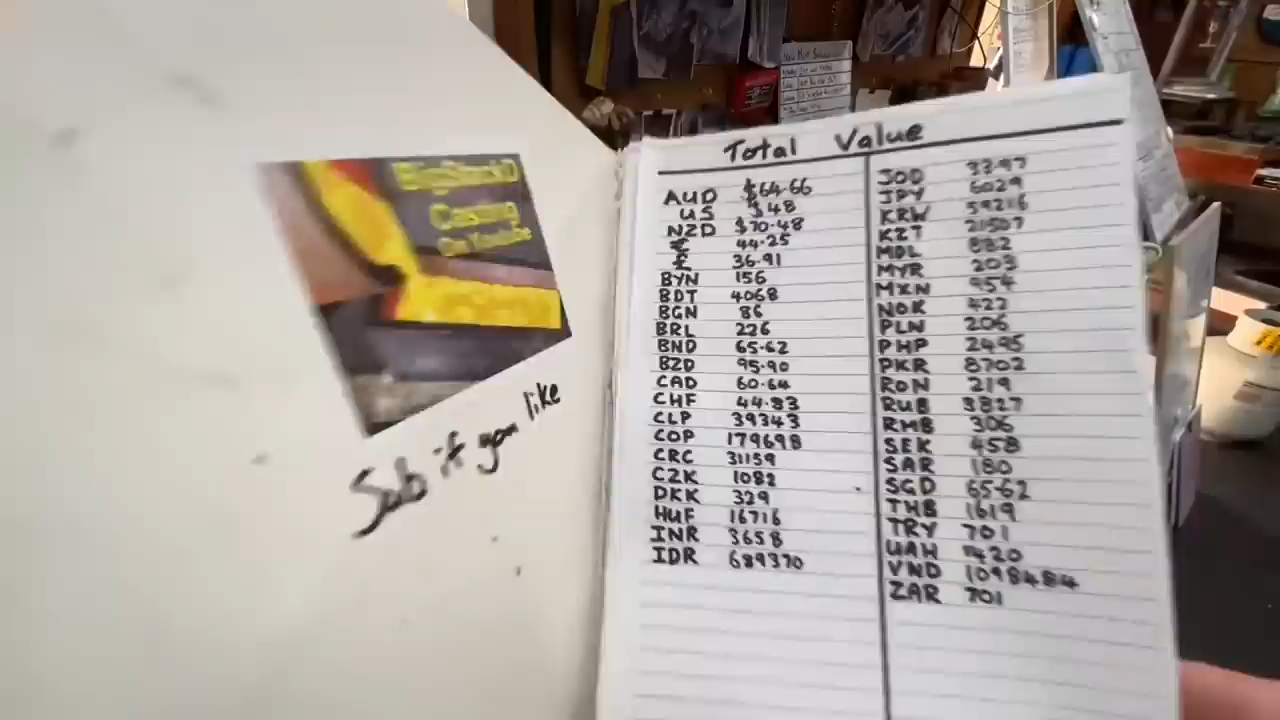 BigStackD
Casting
On Youtube
Sub if you like
Total Value
AUD $64.66
US $48
NZD $70.48
€ 44.25
£ 36.91
BYN 156
BDT 4068
BGN 86
BRL 226
BND 65.62
BZD 95.90
CAD 60.64
CHF 44.83
CLP 39343
COP 179698
CRC 31159
CZK 1082
DKK 329
HUF 16716
INR 3658
IDR 689370
JOD 33.97
JPY 6029
KRW 59216
KZT 21507
MDL 882
MYR 203
MXN 954
NOK 422
PLN 206
PHP 2495
PKR 8702
RON 219
RUB 3827
RMB 306
SEK 458
SAR 180
SGD 65.62
THB 1619
TRY 701
UAH 1420
VND 1098484
ZAR 701